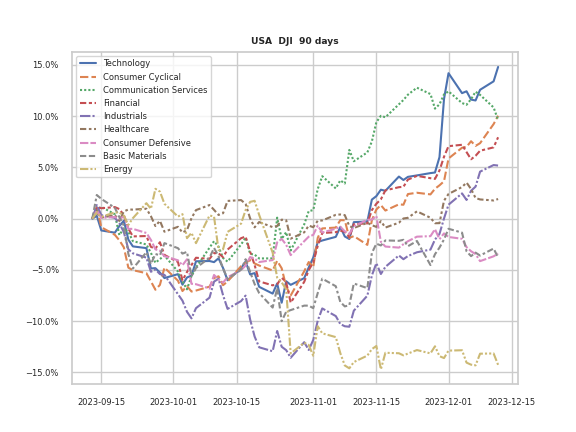 USA DJI 90 days
Technology
Consumer Cyclical
Communication Services
Financial
Industrials
Healthcare
Consumer Defensive
Basic Materials
Energy
15.0%
10.0%
5.0%
0.0%
−5.0%
−10.0%
−15.0%
2023-09-15
2023-10-01
2023-10-15
2023-11-01
2023-11-15
2023-12-01
2023-12-15